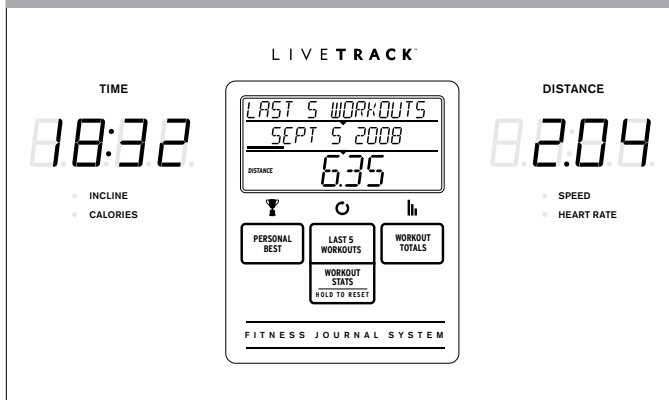 LIVETRACK™
TIME
18:32
INCLINE
CALORIES
LAST 5 WORKOUTS
SEPT 5 2008
DISTANCE 6.35
PERSONAL
BEST
LAST 5
WORKOUTS
WORKOUT
TOTALS
WORKOUT
STATS
HOLD TO RESET
FITNESS JOURNAL SYSTEM
DISTANCE
2.04
SPEED
HEART RATE